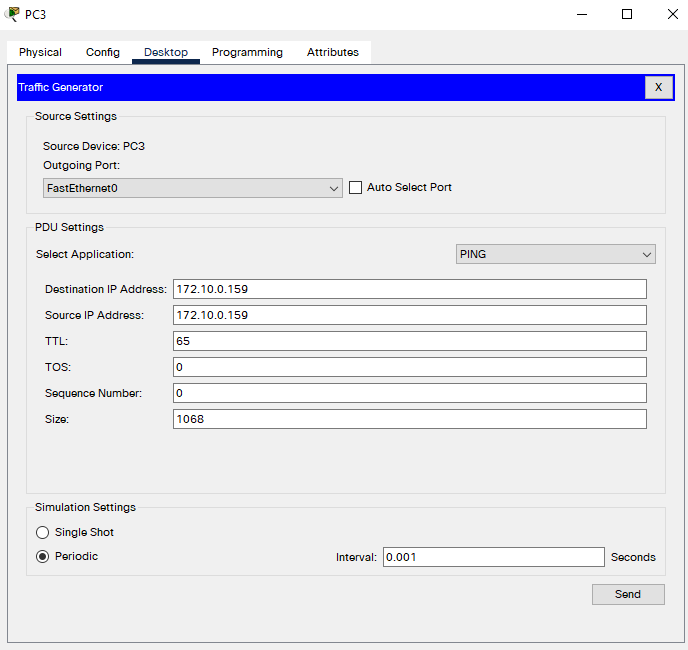 PC3
Physical Config Desktop Programming Attributes
Traffic Generator X
Source Settings
Source Device: PC3
Outgoing Port:
FastEthernet0 Auto Select Port
PDU Settings
Select Application: PING
Destination IP Address: 172.10.0.159
Source IP Address: 172.10.0.159
TTL: 65
TOS: 0
Sequence Number: 0
Size: 1068
Simulation Settings
Single Shot
Periodic Interval: 0.001 Seconds
Send